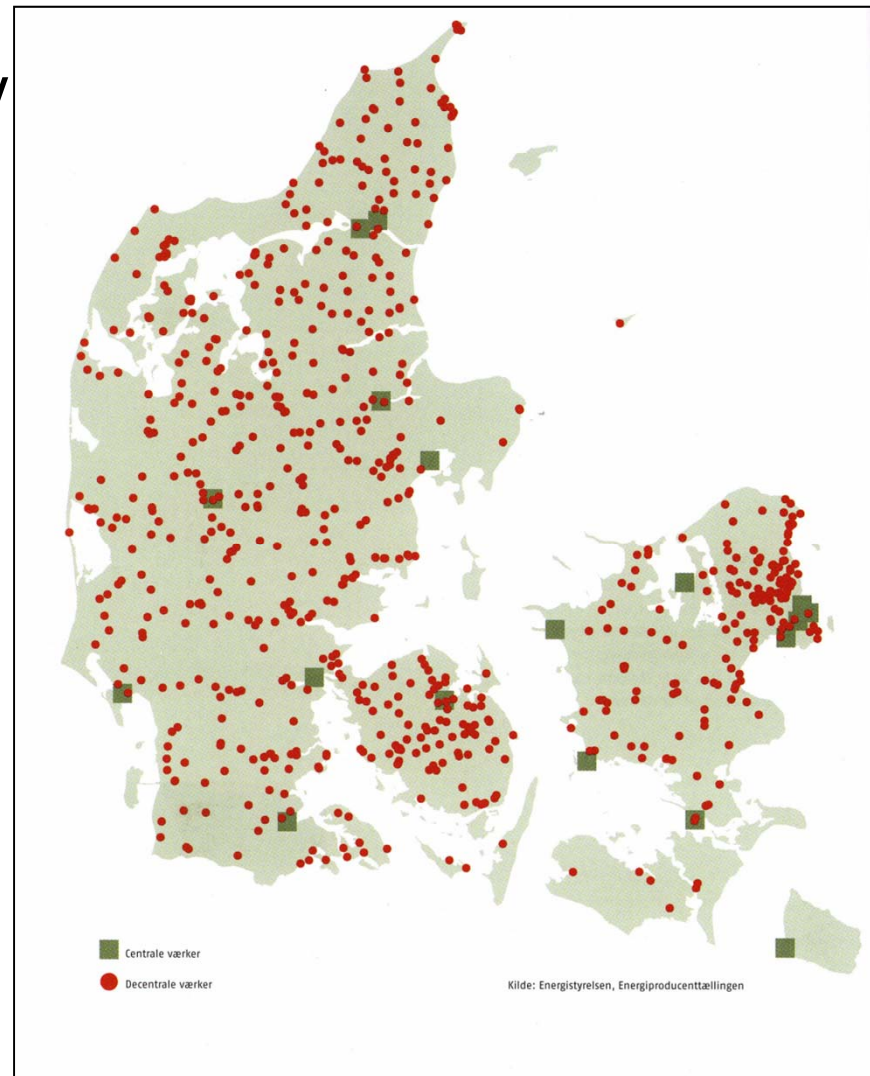 y
Centrale værker
Decentrale værker
Kilde: Energistyrelsen, Energiproducenttællingen